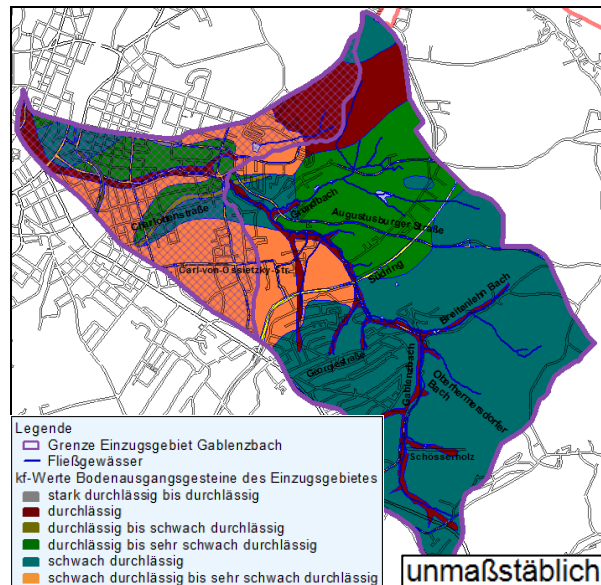 Grundbach
Charlottenstraße
Augustusburger Straße
Carl-von-Ossietzky-Str.
Südring
Breitenlehn Bach
Georgistraße
Gablenzbach
Oberhermersdorfer
Bach
Schösserholz
Legende
Grenze Einzugsgebiet Gablenzbach
Fließgewässer
kf-Werte Bodenausgangsgesteine des Einzugsgebietes
stark durchlässig bis durchlässig
durchlässig
durchlässig bis schwach durchlässig
durchlässig bis sehr schwach durchlässig
schwach durchlässig
schwach durchlässig bis sehr schwach durchlässig
unmaßstäblich